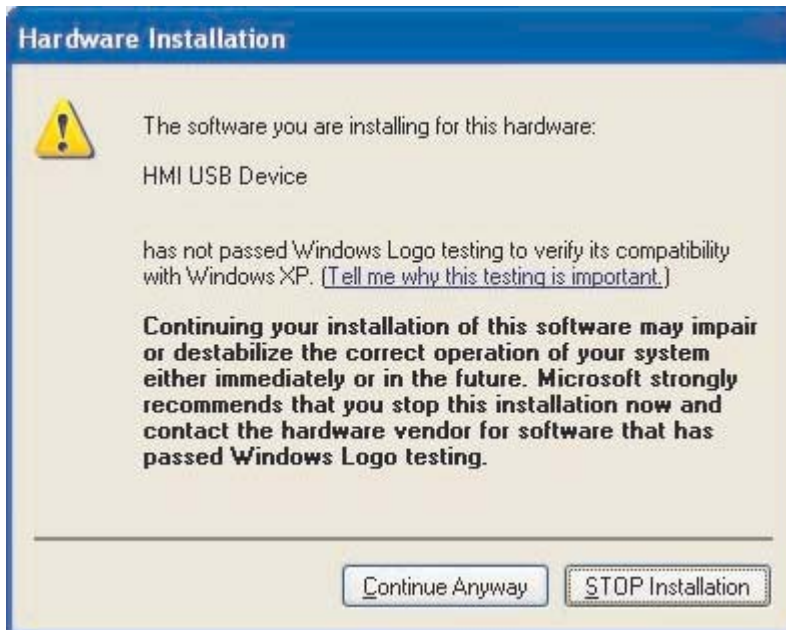 Hardware Installation
The software you are installing for this hardware:
HMI USB Device
has not passed Windows Logo testing to verify its compatibility
with Windows XP. (Tell me why this testing is important.)
Continuing your installation of this software may impair
or destabilize the correct operation of your system
either immediately or in the future. Microsoft strongly
recommends that you stop this installation now and
contact the hardware vendor for software that has
passed Windows Logo testing.
Continue Anyway
STOP Installation